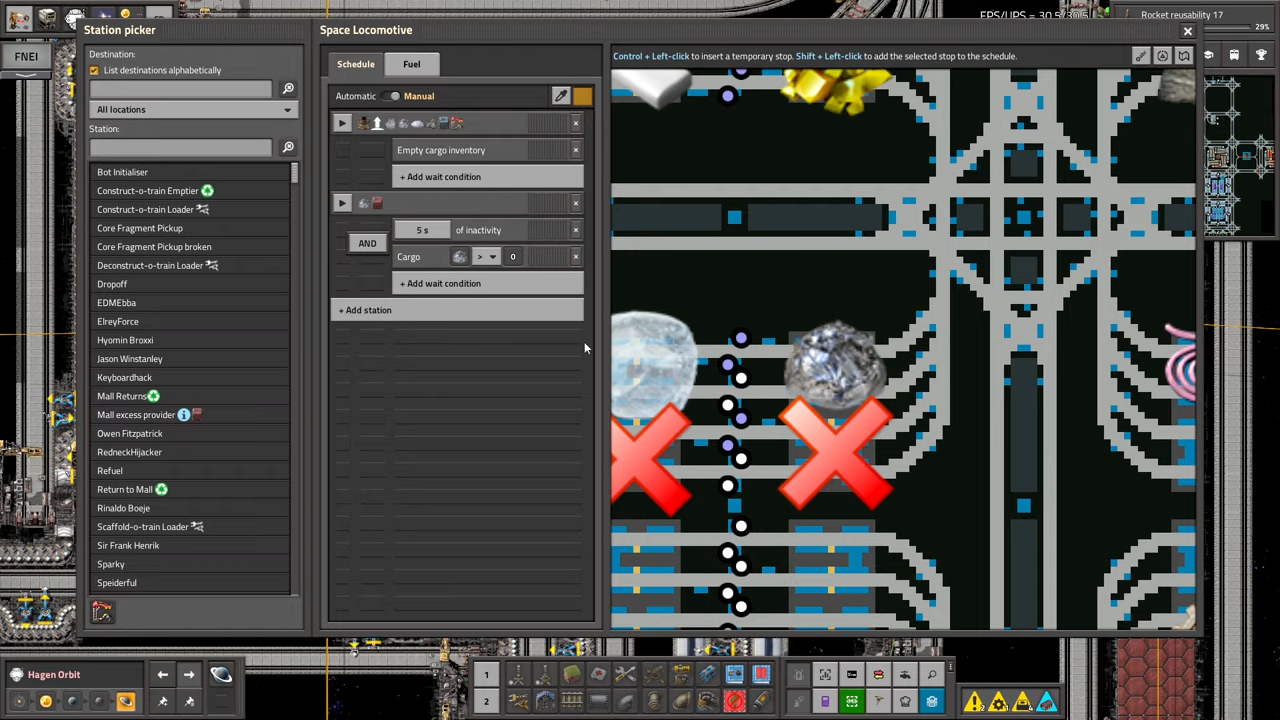 EPS/UPS = 30.5/30.5
Rocket reusability 17
29%
Station picker
Space Locomotive
FNEI
Destination:
List destinations alphabetically
All locations
Station:
Bot Initialiser
Construct-o-train Emptier
Construct-o-train Loader
Core Fragment Pickup
Core Fragment Pickup broken
Deconstruct-o-train Loader
Dropoff
EDMEbba
ElreyForce
Hyomin Broxxi
Jason Winstanley
Keyboardhack
Mall Returns
Mall excess provider
Owen Fitzpatrick
RedneckHijacker
Refuel
Return to Mall
Rinaldo Boeje
Scaffold-o-train Loader
Sir Frank Henrik
Sparky
Speiderful
Schedule
Fuel
Automatic
Manual
Empty cargo inventory
+ Add wait condition
5 s
of inactivity
AND
Cargo
>
0
+ Add wait condition
+ Add station
Control + Left-click to insert a temporary stop. Shift + Left-click to add the selected stop to the schedule.
Hagen Orbit
1
2